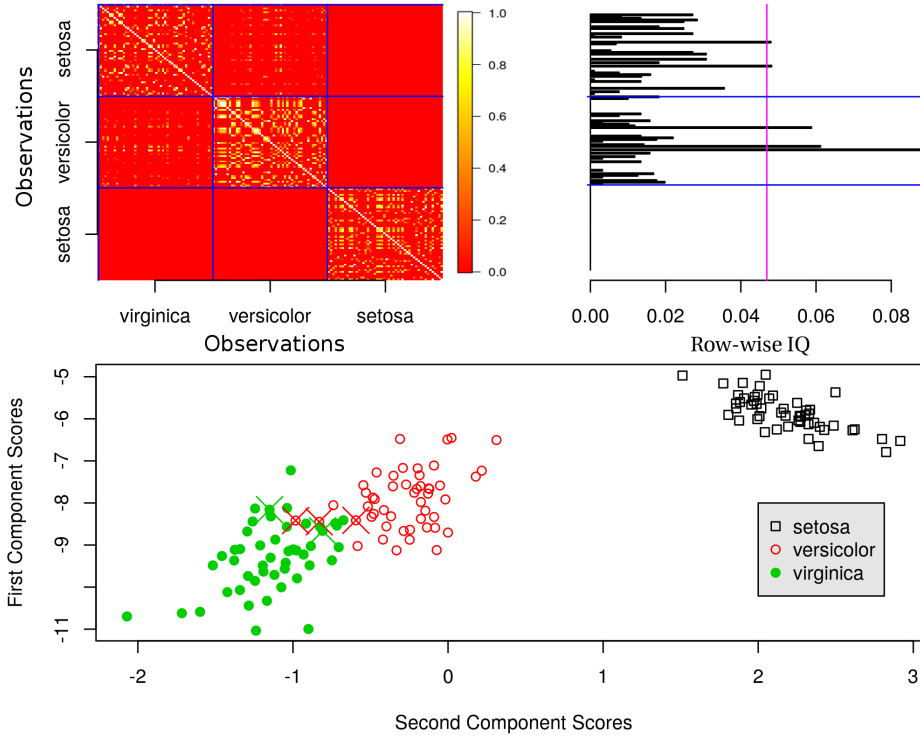 Observations
setosa
versicolor
setosa
virginica
versicolor
setosa
Observations
1.0
0.8
0.6
0.4
0.2
0.0
0.00
0.02
0.04
0.06
0.08
Row-wise IQ
First Component Scores
-5
-6
-7
-8
-9
-11
setosa
versicolor
virginica
-2
-1
0
1
2
3
Second Component Scores